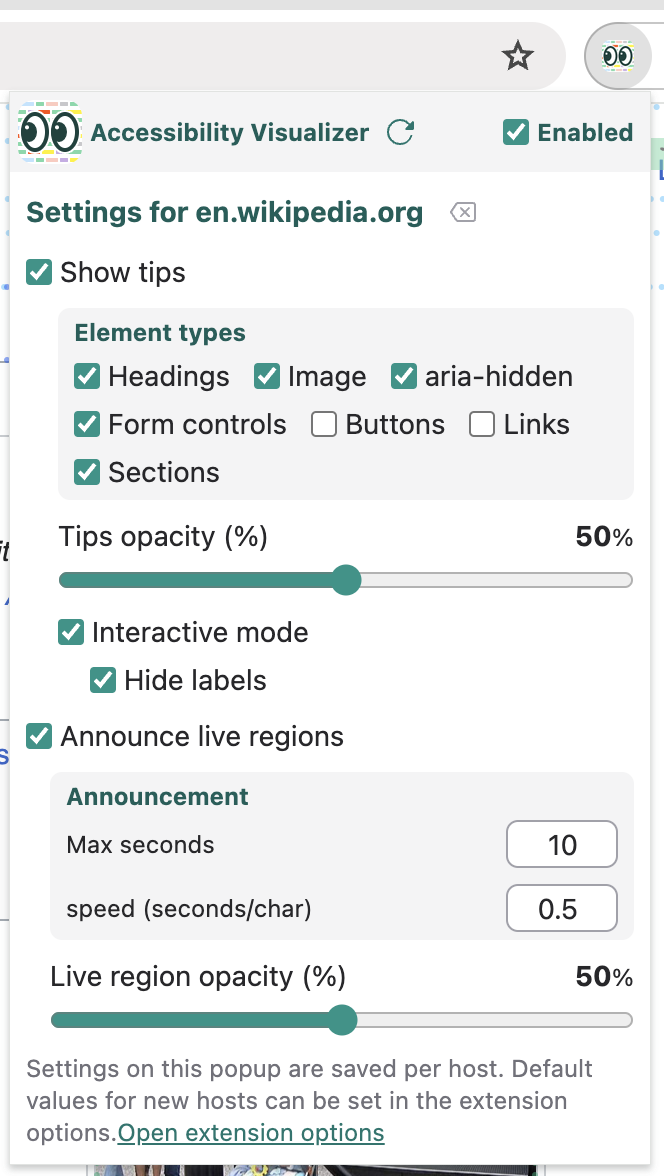 Accessibility Visualizer Enabled
Settings for en.wikipedia.org
Show tips
Element types
Headings Image aria-hidden
Form controls Buttons Links
Sections
Tips opacity (%) 50%
Interactive mode
Hide labels
Announce live regions
Announcement
Max seconds 10
speed (seconds/char) 0.5
Live region opacity (%) 50%
Settings on this popup are saved per host. Default
values for new hosts can be set in the extension
options.Open extension options